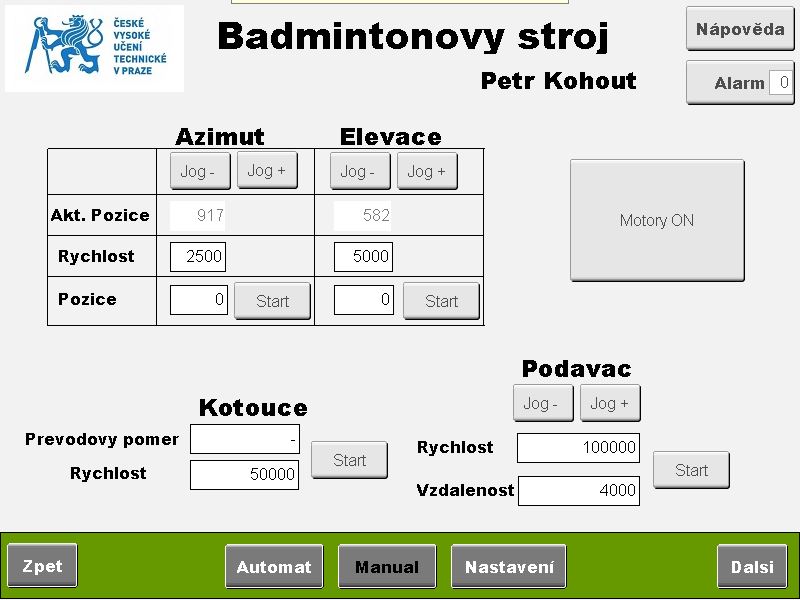 ČESKÉ
VYSOKÉ
UČENÍ
TECHNICKÉ
V PRAZE
Badmintonovy stroj
Petr Kohout
Nápověda
Alarm 0
Azimut Elevace
Jog - Jog + Jog - Jog +
Akt. Pozice 917 582
Motory ON
Rychlost 2500 5000
Pozice 0 Start 0 Start
Podavac
Jog - Jog +
Kotouce
Prevodovy pomer -
Rychlost 50000
Start
Rychlost 100000
Vzdalenost 4000
Start
Zpet Automat Manual Nastavení Dalsi